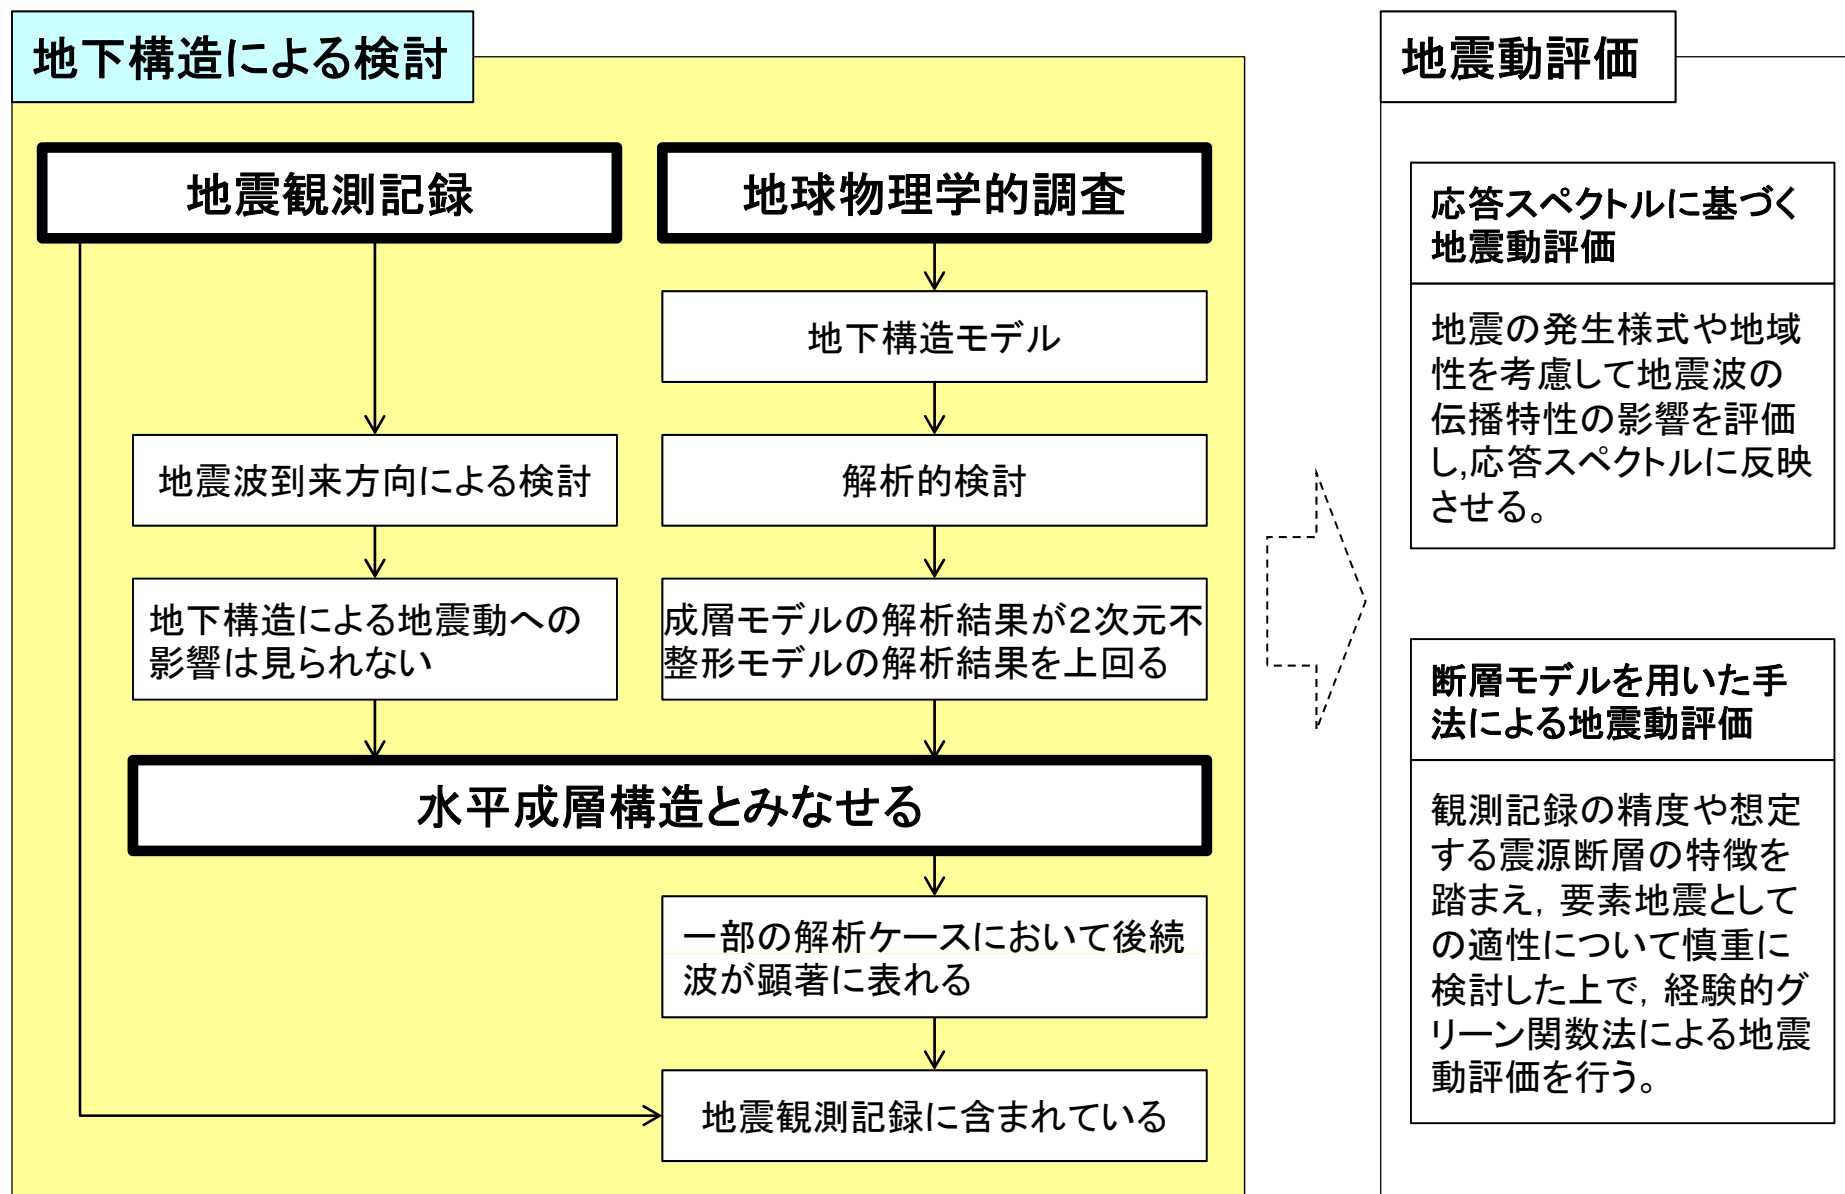 地下構造による検討
地震観測記録
地球物理学的調査
地下構造モデル
地震波到来方向による検討
解析的検討
地下構造による地震動への
影響は見られない
成層モデルの解析結果が2次元不
整形モデルの解析結果を上回る
水平成層構造とみなせる
一部の解析ケースにおいて後続
波が顕著に表れる
地震観測記録に含まれている
地震動評価
応答スペクトルに基づく
地震動評価
地震の発生様式や地域
性を考慮して地震波の
伝播特性の影響を評価
し,応答スペクトルに反映
させる。
断層モデルを用いた手
法による地震動評価
観測記録の精度や想定
する震源断層の特徴を
踏まえ, 要素地震として
の適性について慎重に
検討した上で, 経験的グ
リーン関数法による地震
動評価を行う。